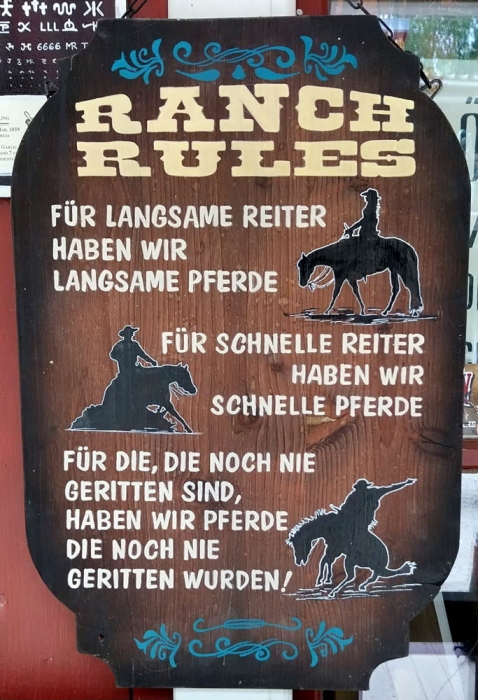 RANCH
RULES
FÜR LANGSAME REITER
HABEN WIR
LANGSAME PFERDE
FÜR SCHNELLE REITER
HABEN WIR
SCHNELLE PFERDE
FÜR DIE, DIE NOCH NIE
GERITTEN SIND,
HABEN WIR PFERDE
DIE NOCH NIE
GERITTEN WURDEN!
6666